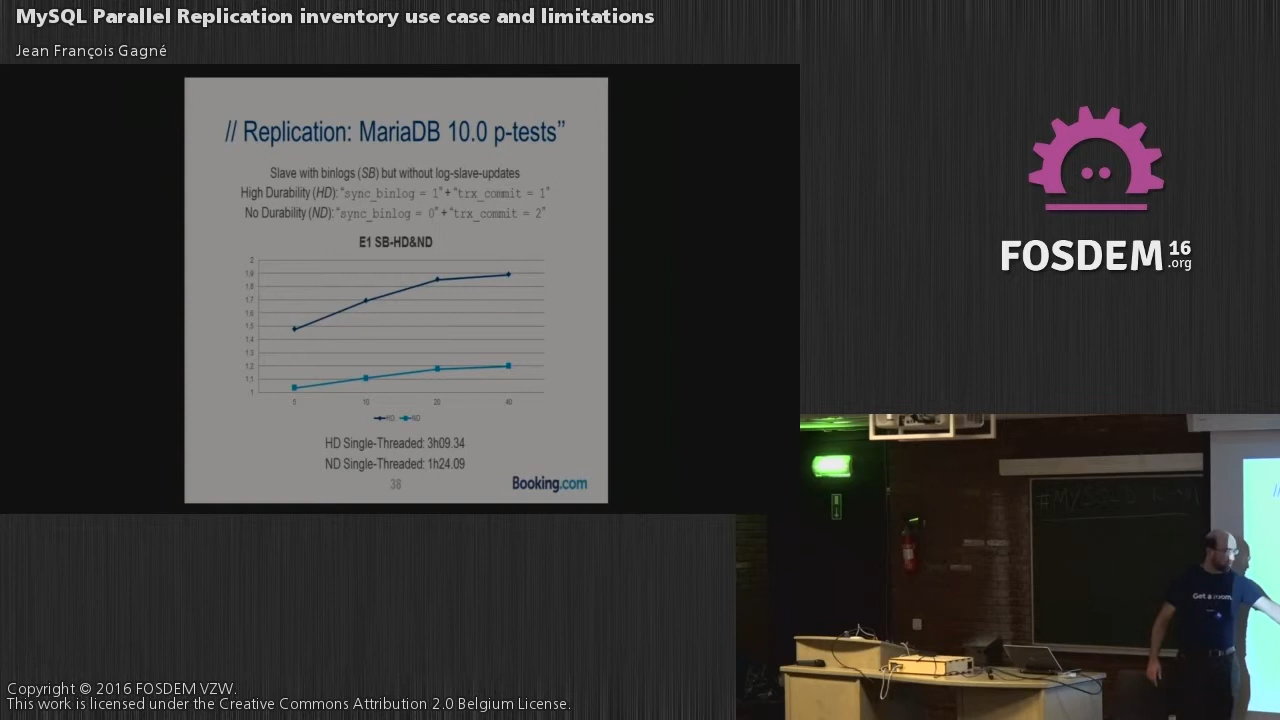 MySQL Parallel Replication inventory use case and limitations
Jean François Gagné
// Replication: MariaDB 10.0 p-tests”
Slave with binlogs (SB) but without log-slave-updates
High Durability (HD): “sync_binlog = 1” + “trx_commit = 1”
No Durability (ND): “sync_binlog = 0” + “trx_commit = 2”
E1 SB-HD&ND
2
1,9
1,8
1,7
1,6
1,5
1,4
1,3
1,2
1,1
1
5 10 20 40
HD ND
HD Single-Threaded: 3h09.34
ND Single-Threaded: 1h24.09
38
Booking.com
FOSDEM 16 .org
Get a room.
Copyright © 2016 FOSDEM VZW.
This work is licensed under the Creative Commons Attribution 2.0 Belgium License.